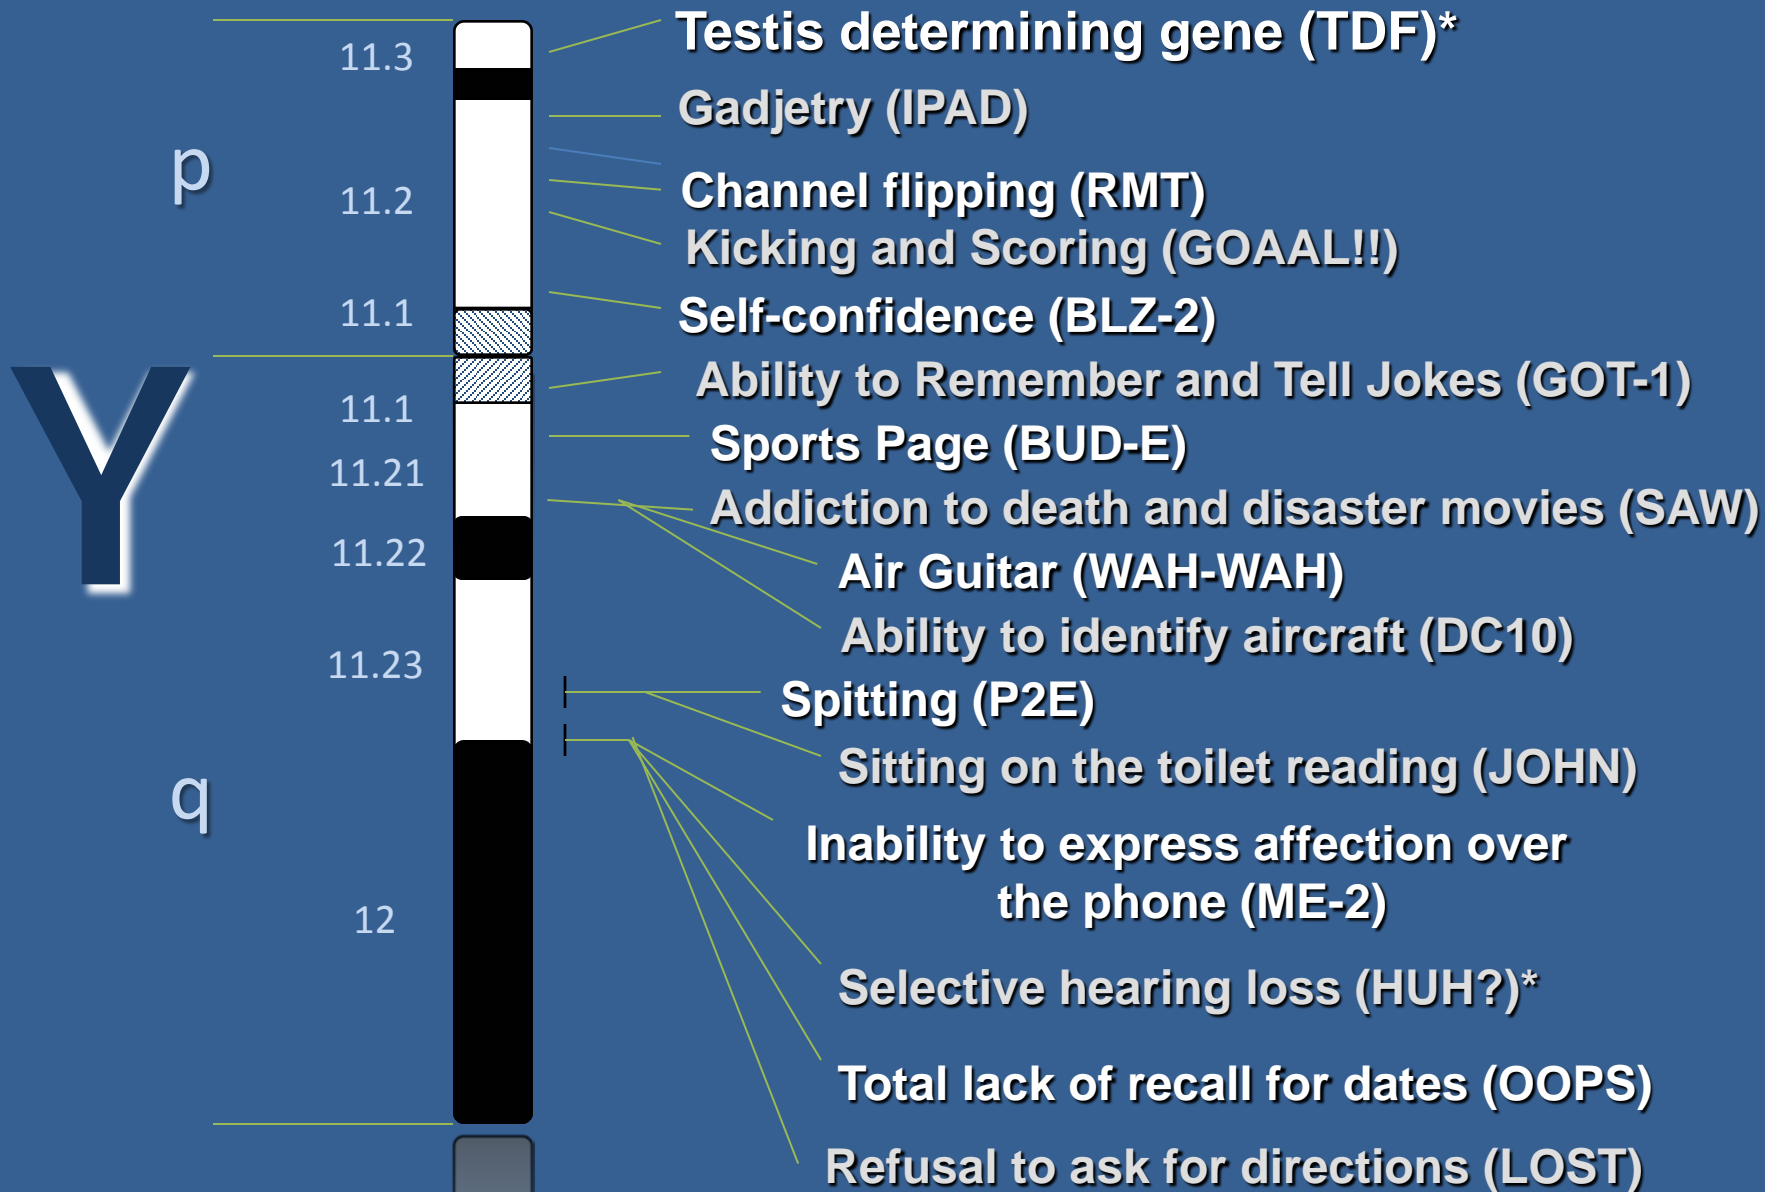 Testis determining gene (TDF)*
11.3
Gadjetry (IPAD)
p
Channel flipping (RMT)
11.2
Kicking and Scoring (GOAAL!!)
11.1
Self-confidence (BLZ-2)
Y
Ability to Remember and Tell Jokes (GOT-1)
11.1
Sports Page (BUD-E)
11.21
Addiction to death and disaster movies (SAW)
11.22
Air Guitar (WAH-WAH)
Ability to identify aircraft (DC10)
11.23
Spitting (P2E)
Sitting on the toilet reading (JOHN)
q
Inability to express affection over
the phone (ME-2)
12
Selective hearing loss (HUH?)*
Total lack of recall for dates (OOPS)
Refusal to ask for directions (LOST)